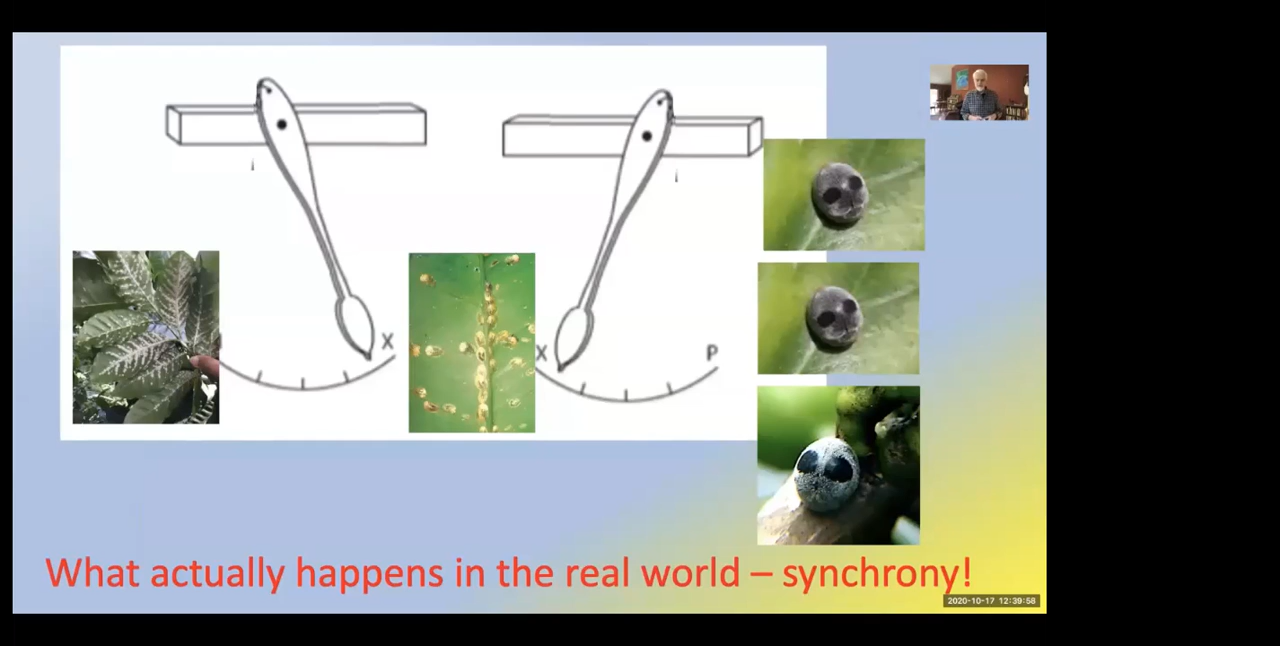 X
X
P
What actually happens in the real world – synchrony!
2020-10-17 12:39:58